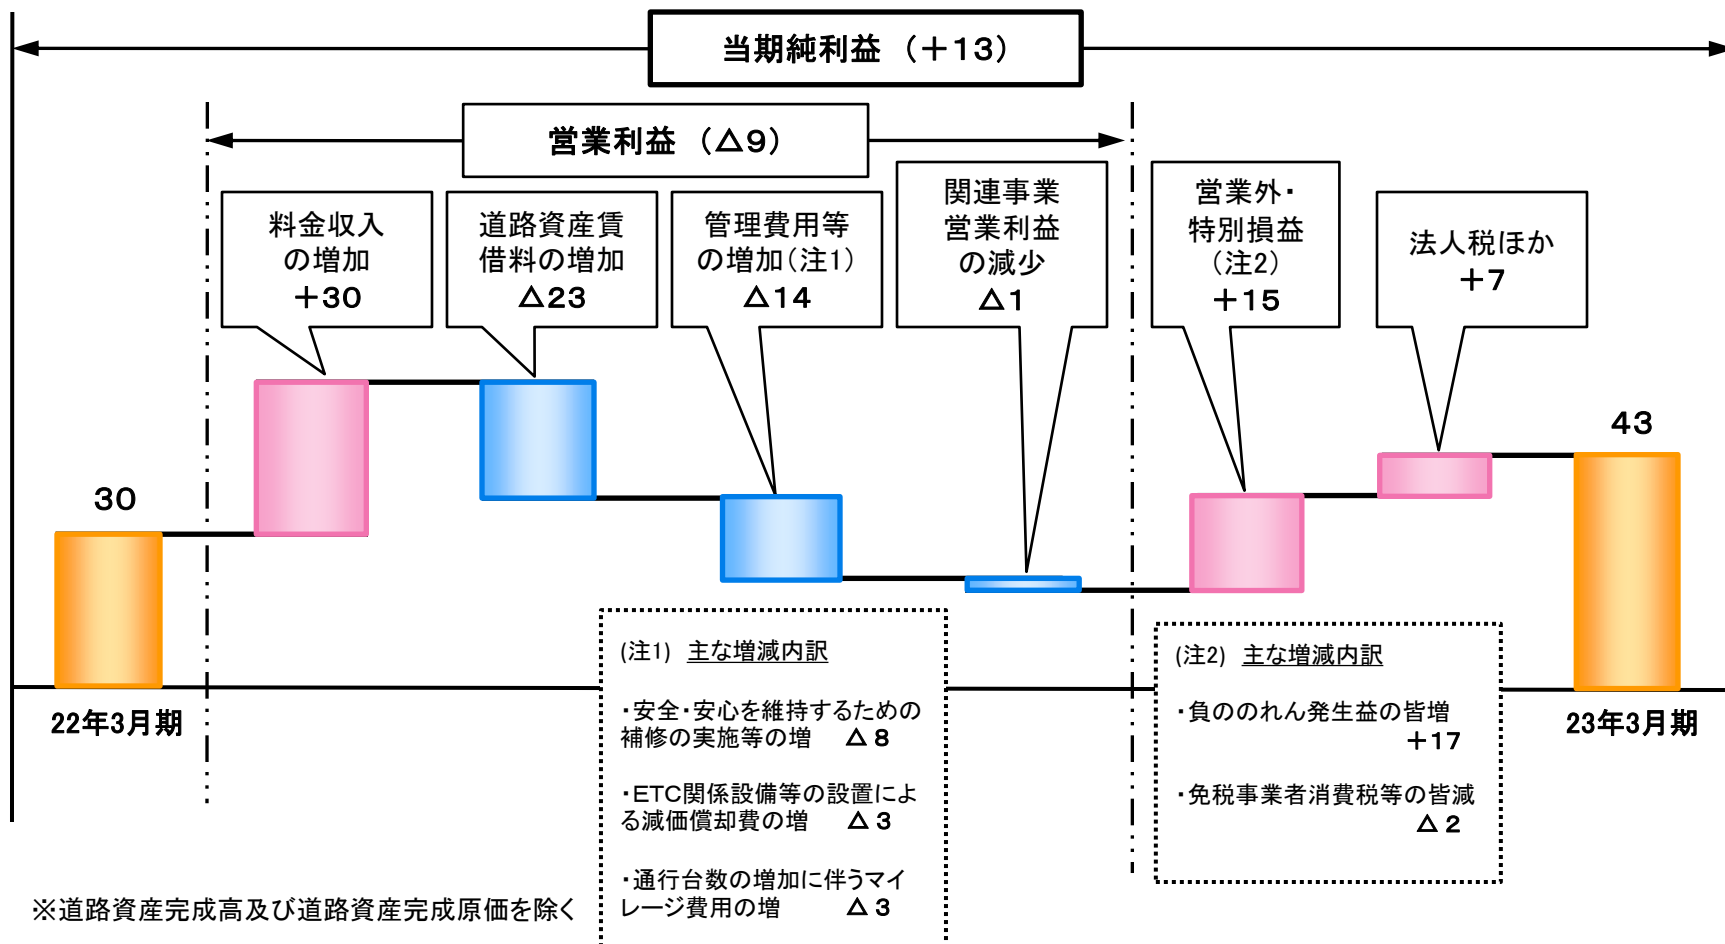 当期純利益 (＋13)
営業利益 (△9)
料金収入
の増加
＋30
道路資産賃
借料の増加
△23
管理費用等
の増加(注1)
△14
関連事業
営業利益
の減少
△1
営業外・
特別損益
(注2)
＋15
法人税ほか
＋7
30
43
22年3月期
23年3月期
(注1) 主な増減内訳
・安全・安心を維持するための
補修の実施等の増 △8
・ETC関係設備等の設置によ
る減価償却費の増 △3
・通行台数の増加に伴うマイ
レージ費用の増 △3
(注2) 主な増減内訳
・負ののれん発生益の皆増
＋17
・免税事業者消費税等の皆減
△2
※道路資産完成高及び道路資産完成原価を除く